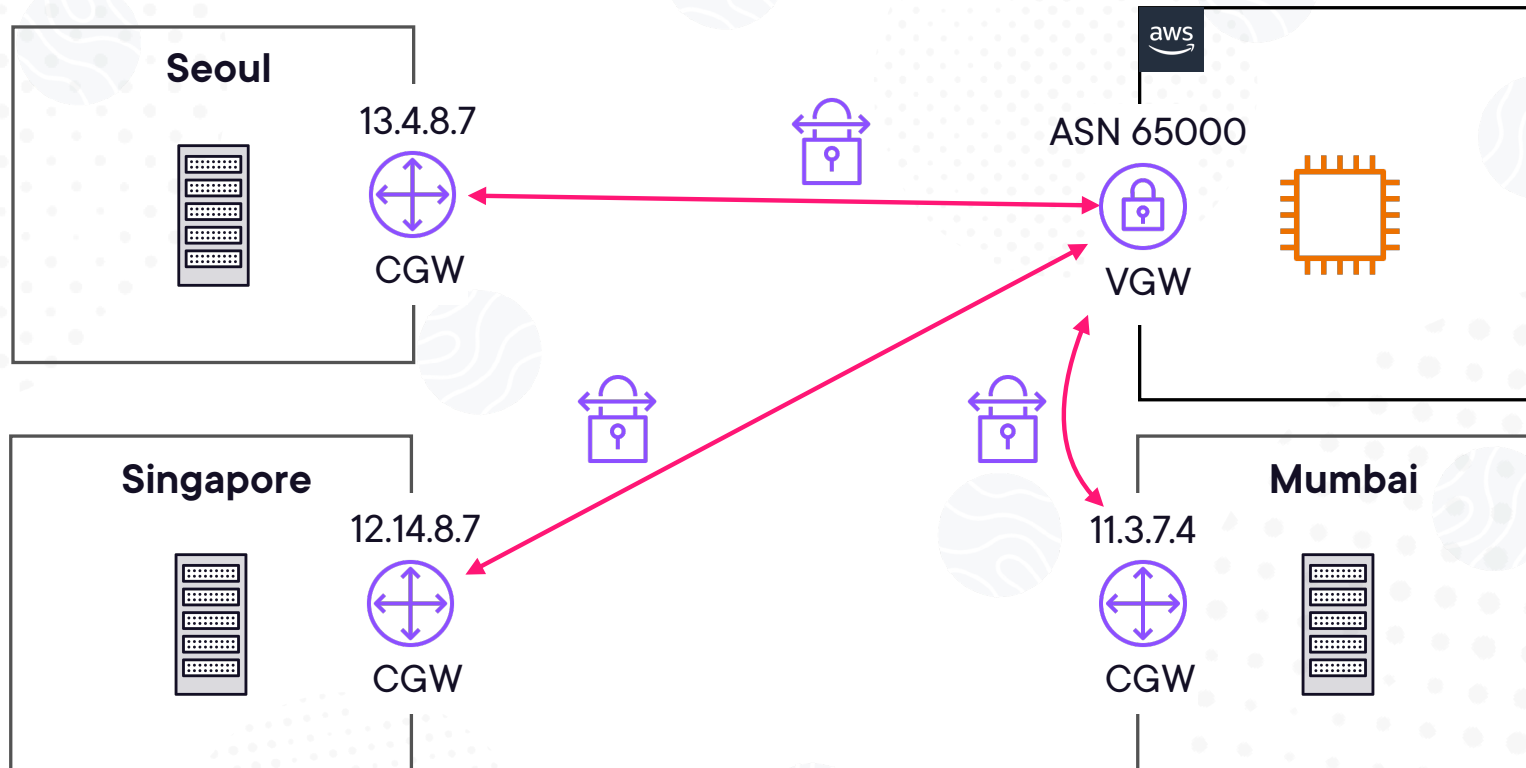 aws
Seoul
13.4.8.7
CGW
ASN 65000
VGW
Singapore
12.14.8.7
CGW
Mumbai
11.3.7.4
CGW